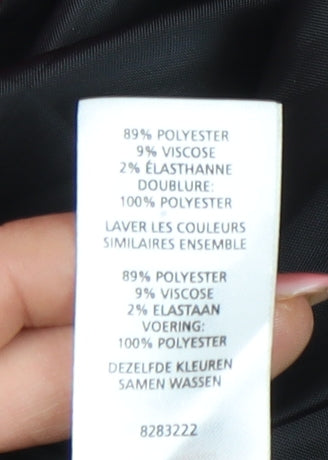 89% POLYESTER
9% VISCOSE
2% ÉLASTHANNE
DOUBLURE:
100% POLYESTER
LAVER LES COULEURS
SIMILAIRES ENSEMBLE
89% POLYESTER
9% VISCOSE
2% ELASTAAN
VOERING:
100% POLYESTER
DEZELFDE KLEUREN
SAMEN WASSEN
8283222